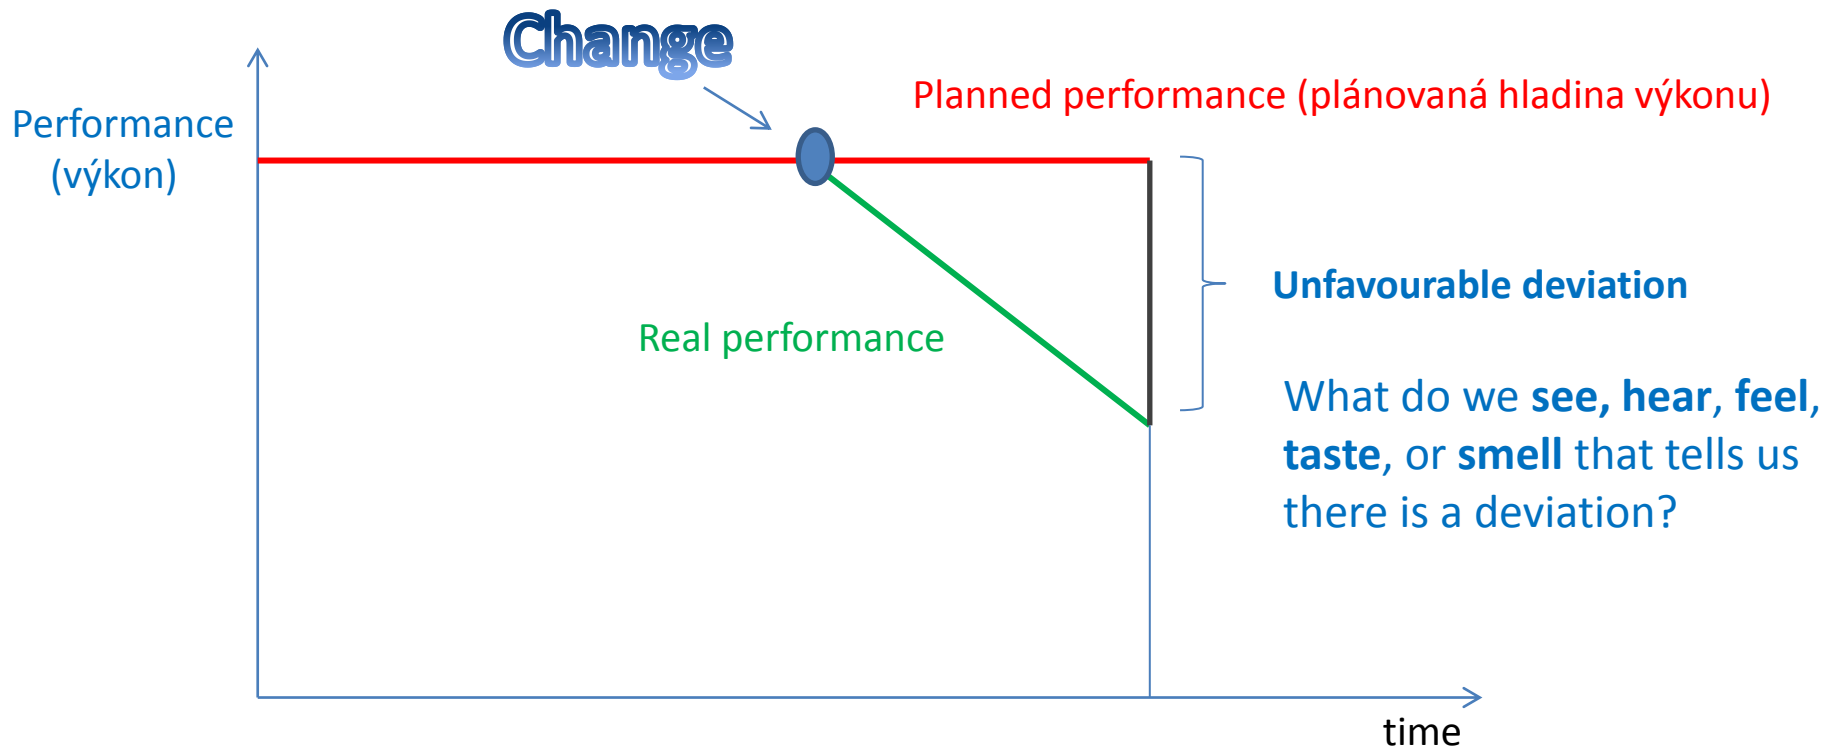 Change
Planned performance (plánovaná hladina výkonu)
Performance
(výkon)
Unfavourable deviation
Real performance
What do we see, hear, feel,
taste, or smell that tells us
there is a deviation?
time